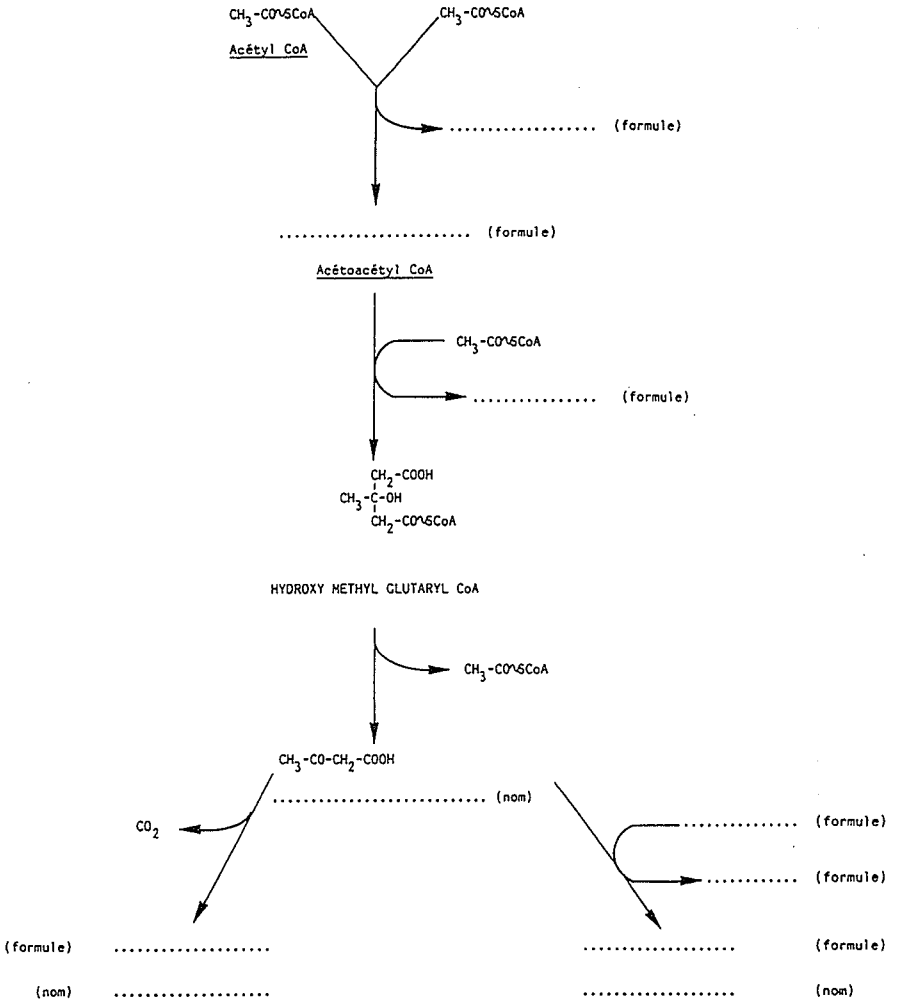 CH3-CO~SCoA CH3-CO~SCoA
Acétyl CoA
.................... (formule)
.......................... (formule)
Acétoacétyl CoA
CH3-CO~SCoA
................. (formule)
CH2-COOH
CH3-C-OH
CH2-CO~SCoA
HYDROXY METHYL GLUTARYL CoA
CH3-CO~SCoA
CH3-CO-CH2-COOH
............................. (nom)
CO2
................ (formule)
............. (formule)
(formule) ..................... ..................... (formule)
(nom) ..................... ..................... (nom)